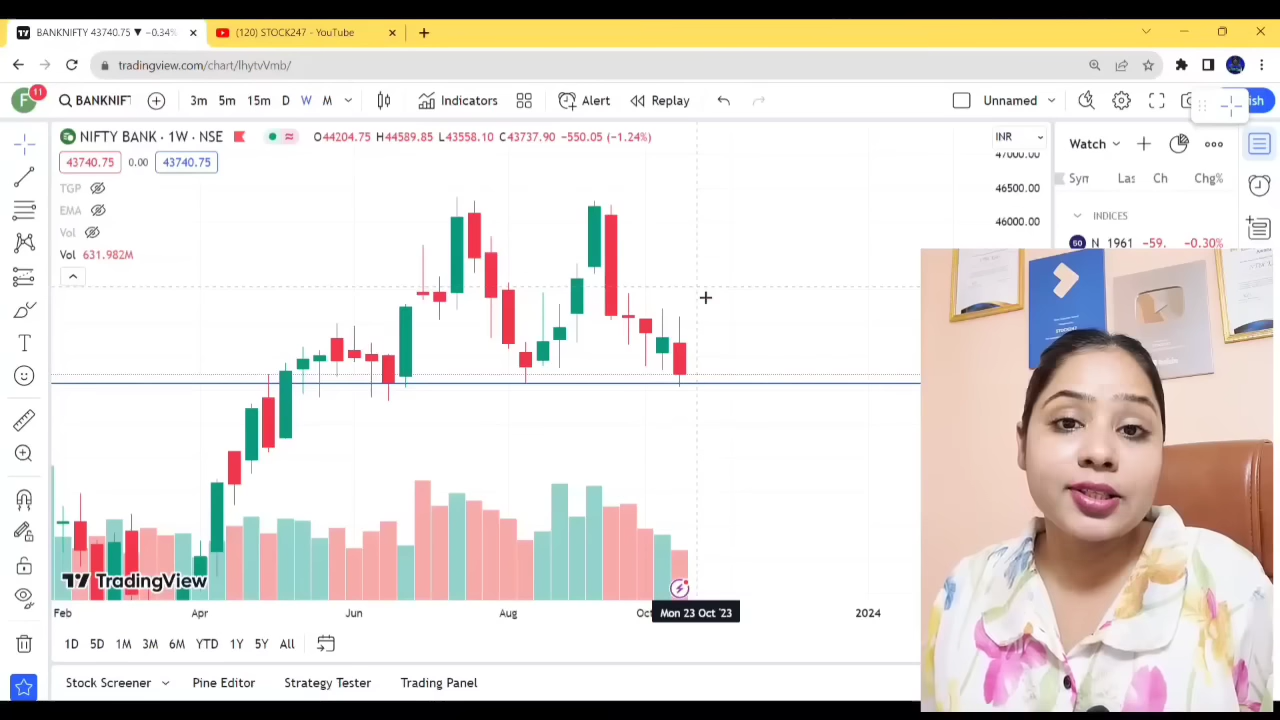 BANKNIFTY 43740.75 ▼ −0.34%
(120) STOCK247 - YouTube
tradingview.com/chart/lhytvVmb/
F 11
BANKNIFT
3m 5m 15m D W M
Indicators
Alert
Replay
Unnamed
ish
NIFTY BANK · 1W · NSE
O44204.75 H44589.85 L43558.10 C43737.90 −550.05 (−1.24%)
INR
Watch
43740.75 0.00 43740.75
47000.00
Sym Las Ch Chg%
TGP
46500.00
EMA
INDICES
46000.00
Vol
50 N 1961 −59. −0.30%
Vol 631.982M
STOCK247
TradingView
Feb Apr Jun Aug Oct Mon 23 Oct '23 2024
1D 5D 1M 3M 6M YTD 1Y 5Y All
Stock Screener Pine Editor Strategy Tester Trading Panel